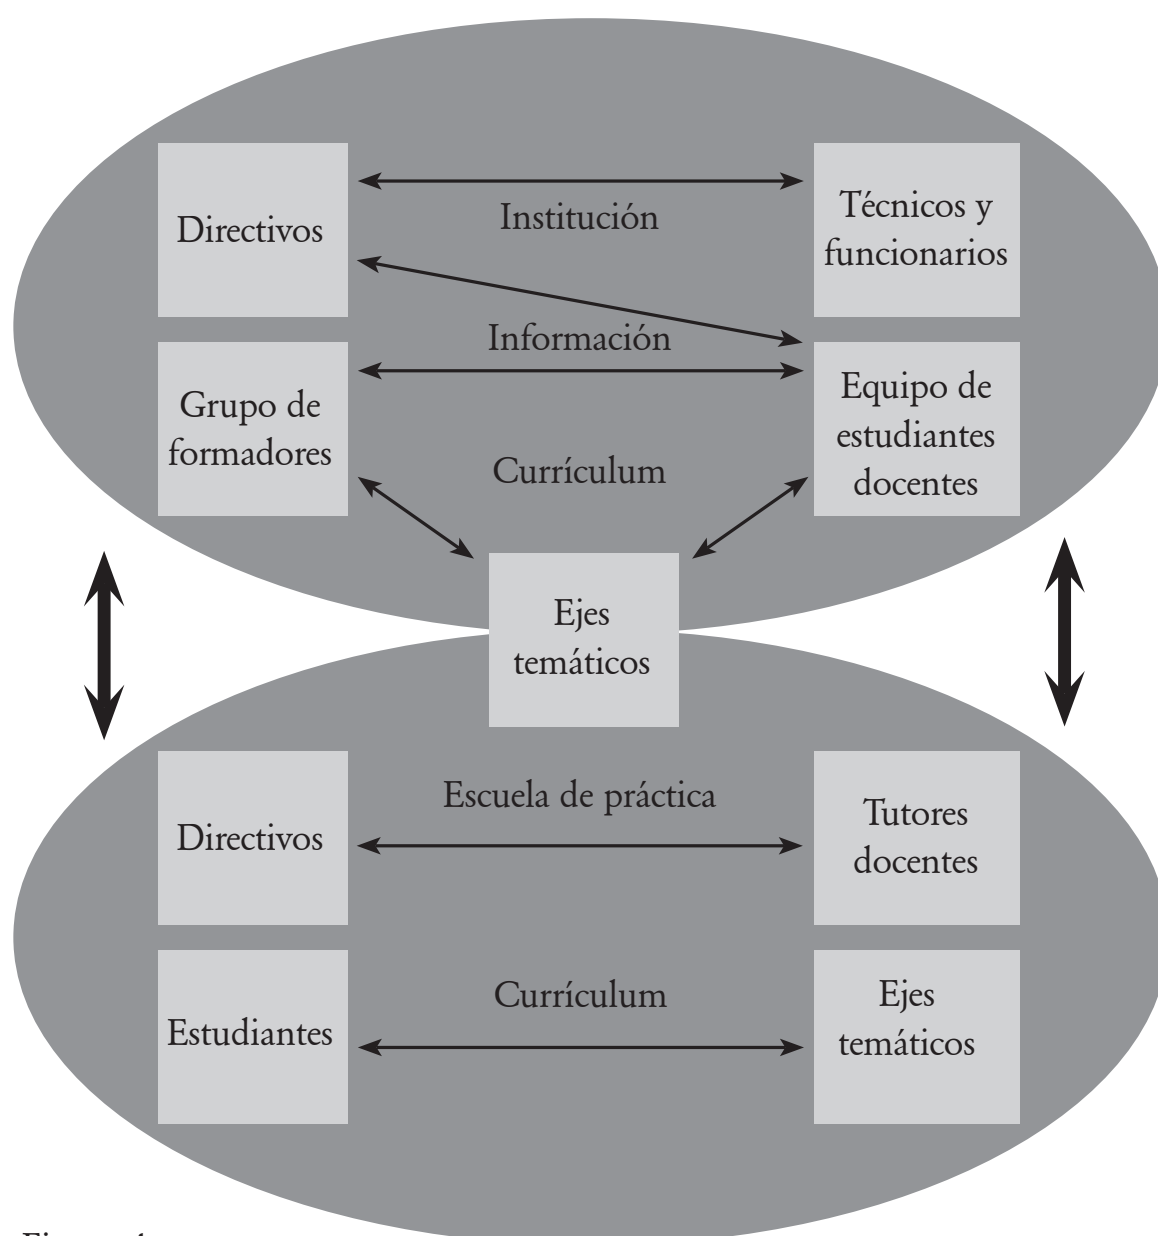 Directivos
Institución
Técnicos y
funcionarios
Información
Grupo de
formadores
Equipo de
estudiantes
docentes
Currículum
Ejes
temáticos
Escuela de práctica
Directivos
Tutores
docentes
Currículum
Estudiantes
Ejes
temáticos